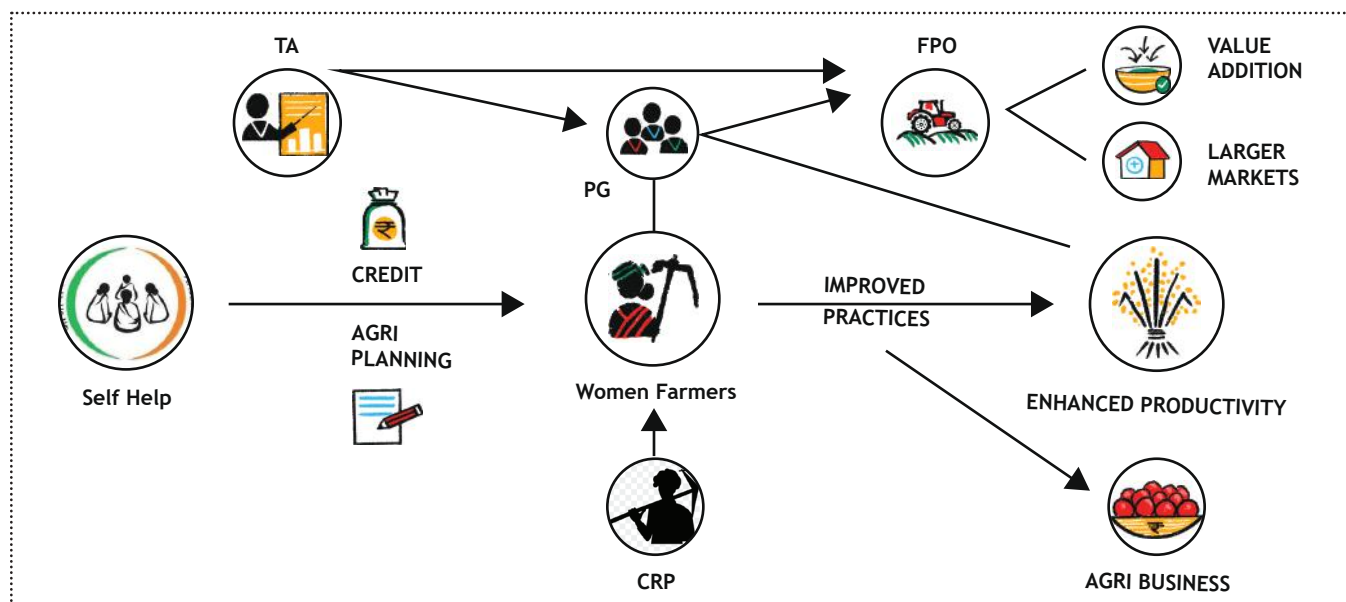 TA
FPO
VALUE
ADDITION
LARGER
MARKETS
PG
CREDIT
AGRI
PLANNING
Self Help
Women Farmers
IMPROVED
PRACTICES
ENHANCED PRODUCTIVITY
CRP
AGRI BUSINESS